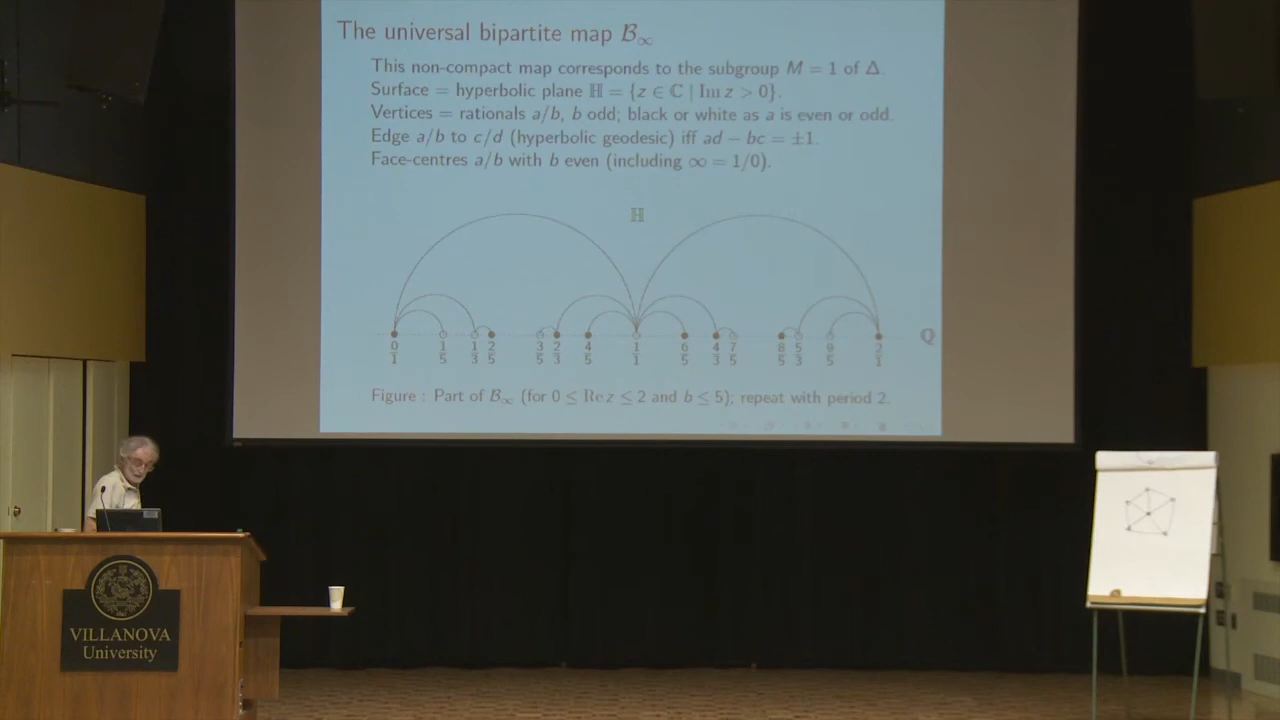 The universal bipartite map 𝓑∞
This non-compact map corresponds to the subgroup M = 1 of Δ.
Surface = hyperbolic plane ℍ = {z ∈ ℂ | Im z > 0}.
Vertices = rationals a/b, b odd; black or white as a is even or odd.
Edge a/b to c/d (hyperbolic geodesic) iff ad − bc = ±1.
Face-centres a/b with b even (including ∞ = 1/0).
ℍ
ℚ
0/1 1/5 1/3 2/5 3/5 2/3 4/5 1/1 6/5 4/3 7/5 8/5 5/3 9/5 2/1
Figure : Part of 𝓑∞ (for 0 ≤ Re z ≤ 2 and b ≤ 5); repeat with period 2.
VILLANOVA
University